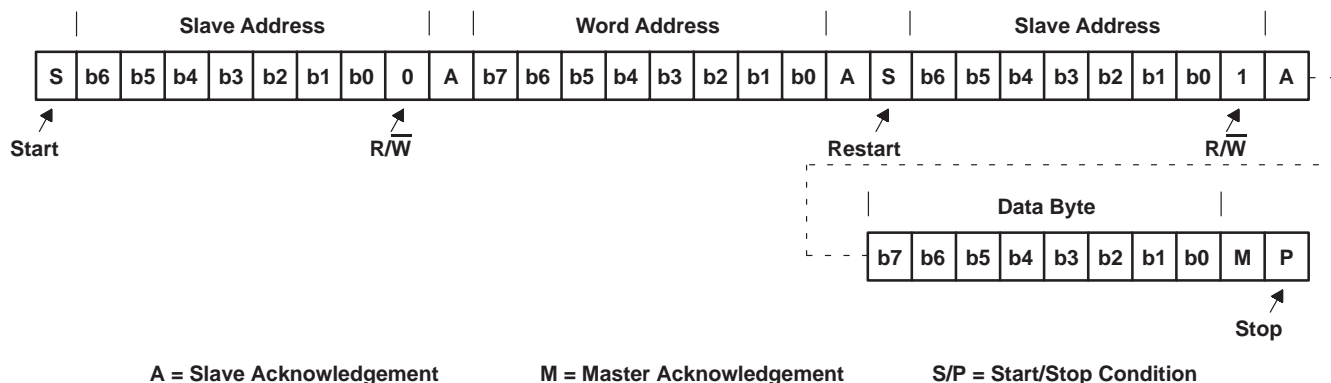 Slave Address Word Address Slave Address
S b6 b5 b4 b3 b2 b1 b0 0 A b7 b6 b5 b4 b3 b2 b1 b0 A S b6 b5 b4 b3 b2 b1 b0 1 A
Start R/W̅ Restart R/W̅
Data Byte
b7 b6 b5 b4 b3 b2 b1 b0 M P
Stop
A = Slave Acknowledgement M = Master Acknowledgement S/P = Start/Stop Condition